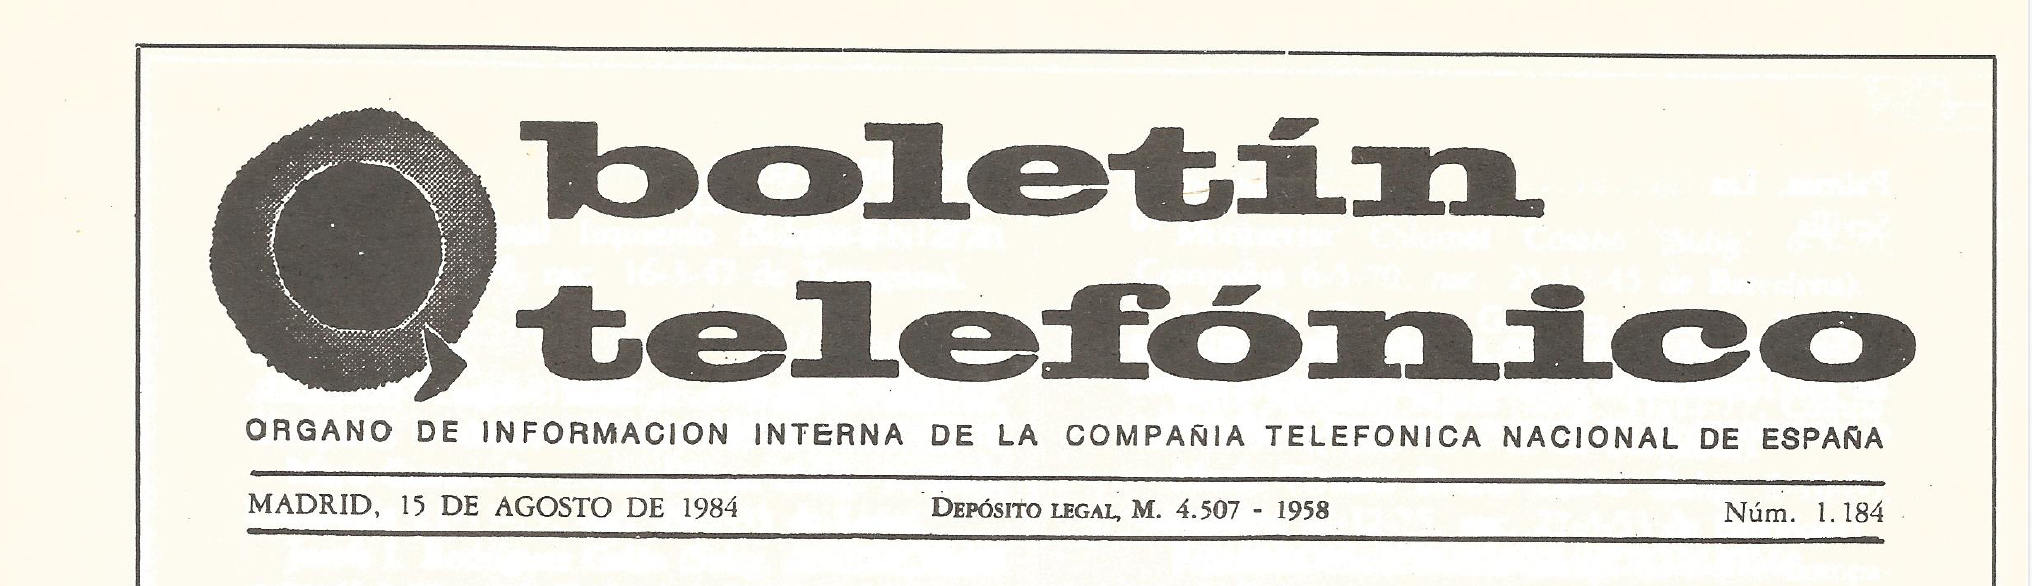 boletín
telefónico
ORGANO DE INFORMACION INTERNA DE LA COMPAÑIA TELEFONICA NACIONAL DE ESPAÑA
MADRID, 15 DE AGOSTO DE 1984 DEPÓSITO LEGAL, M. 4.507 - 1958 Núm. 1.184